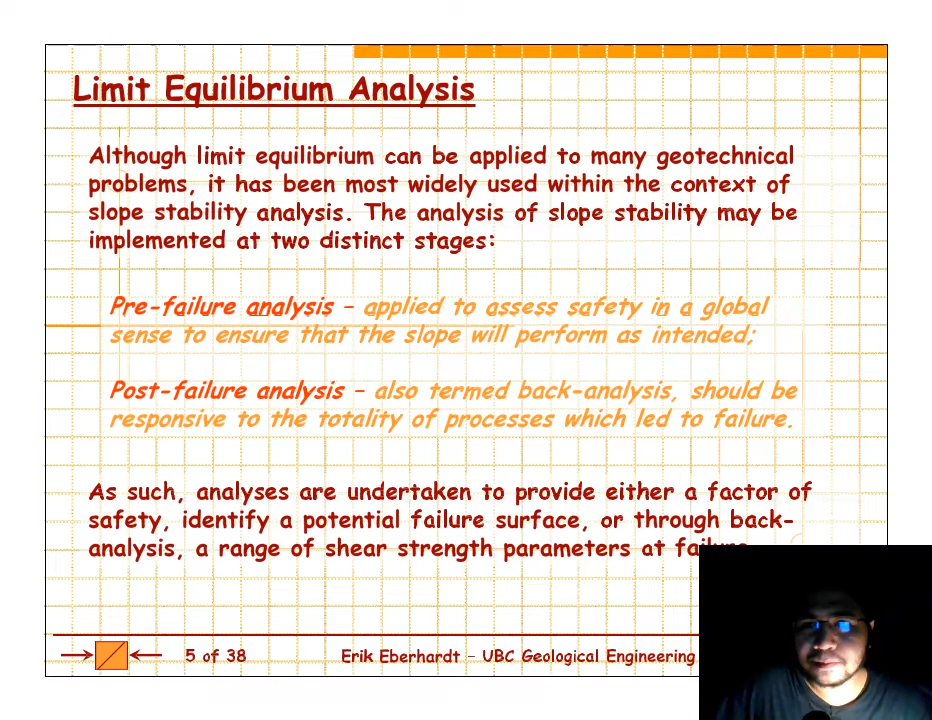 Limit Equilibrium Analysis
Although limit equilibrium can be applied to many geotechnical
problems, it has been most widely used within the context of
slope stability analysis. The analysis of slope stability may be
implemented at two distinct stages:
Pre-failure analysis – applied to assess safety in a global
sense to ensure that the slope will perform as intended;
Post-failure analysis – also termed back-analysis, should be
responsive to the totality of processes which led to failure.
As such, analyses are undertaken to provide either a factor of
safety, identify a potential failure surface, or through back-
analysis, a range of shear strength parameters at failure
5 of 38
Erik Eberhardt – UBC Geological Engineering